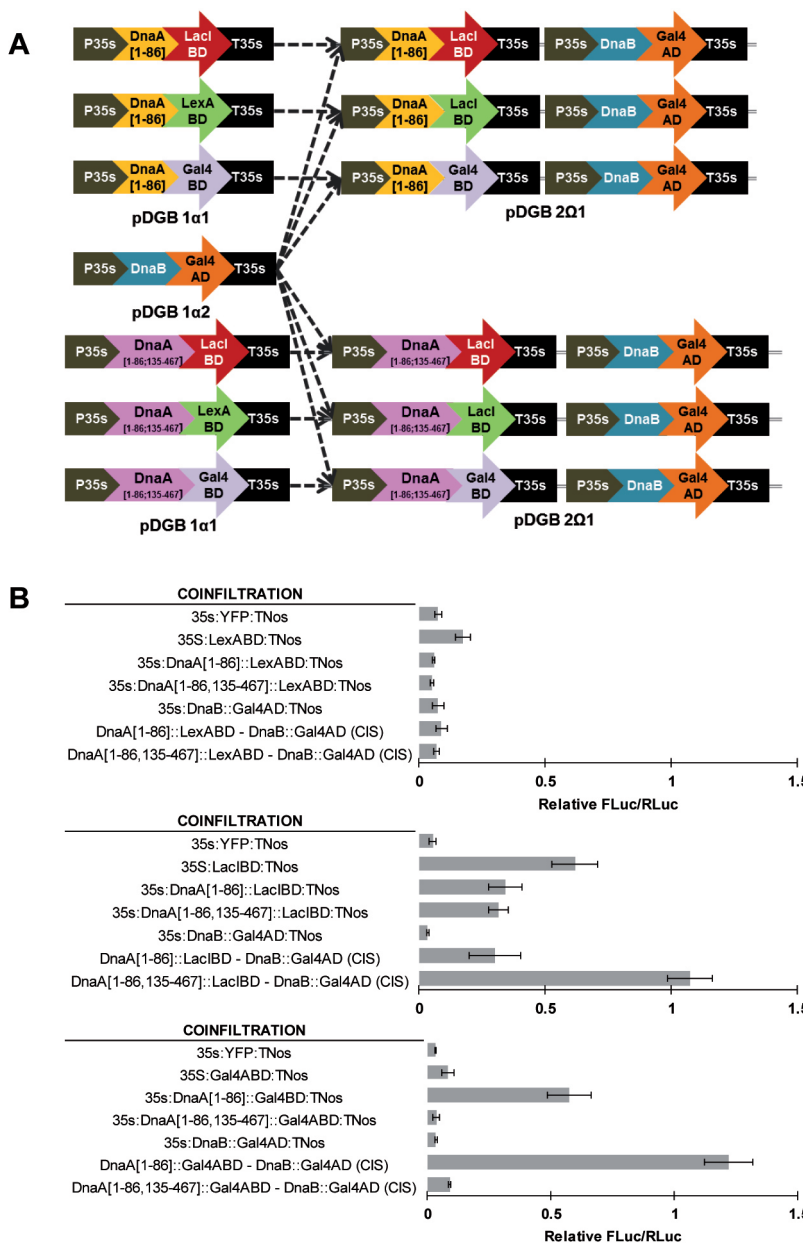 A
P35s DnaA [1-86] LacI BD T35s P35s DnaA [1-86] LacI BD T35s P35s DnaB Gal4 AD T35s
P35s DnaA [1-86] LexA BD T35s P35s DnaA [1-86] LacI BD T35s P35s DnaB Gal4 AD T35s
P35s DnaA [1-86] Gal4 BD T35s P35s DnaA [1-86] Gal4 BD T35s P35s DnaB Gal4 AD T35s
pDGB 1α1 pDGB 2Ω1
P35s DnaB Gal4 AD T35s
pDGB 1α2
P35s DnaA [1-86;135-467] LacI BD T35s P35s DnaA [1-86;135-467] LacI BD T35s P35s DnaB Gal4 AD T35s
P35s DnaA [1-86;135-467] LexA BD T35s P35s DnaA [1-86;135-467] LacI BD T35s P35s DnaB Gal4 AD T35s
P35s DnaA [1-86;135-467] Gal4 BD T35s P35s DnaA [1-86;135-467] Gal4 BD T35s P35s DnaB Gal4 AD T35s
pDGB 1α1 pDGB 2Ω1
B
COINFILTRATION
35s:YFP:TNos
35S:LexABD:TNos
35s:DnaA[1-86]::LexABD:TNos
35s:DnaA[1-86,135-467]::LexABD:TNos
35s:DnaB::Gal4AD:TNos
DnaA[1-86]::LexABD - DnaB::Gal4AD (CIS)
DnaA[1-86,135-467]::LexABD - DnaB::Gal4AD (CIS)
0 0.5 1 1.5
Relative FLuc/RLuc
COINFILTRATION
35s:YFP:TNos
35S:LacIBD:TNos
35s:DnaA[1-86]::LacIBD:TNos
35s:DnaA[1-86,135-467]::LacIBD:TNos
35s:DnaB::Gal4AD:TNos
DnaA[1-86]::LacIBD - DnaB::Gal4AD (CIS)
DnaA[1-86,135-467]::LacIBD - DnaB::Gal4AD (CIS)
0 0.5 1 1.5
COINFILTRATION
35s:YFP:TNos
35S:Gal4ABD:TNos
35s:DnaA[1-86]::Gal4BD:TNos
35s:DnaA[1-86,135-467]::Gal4ABD:TNos
35s:DnaB::Gal4AD:TNos
DnaA[1-86]::Gal4ABD - DnaB::Gal4AD (CIS)
DnaA[1-86,135-467]::Gal4ABD - DnaB::Gal4AD (CIS)
0 0.5 1 1.5
Relative FLuc/RLuc